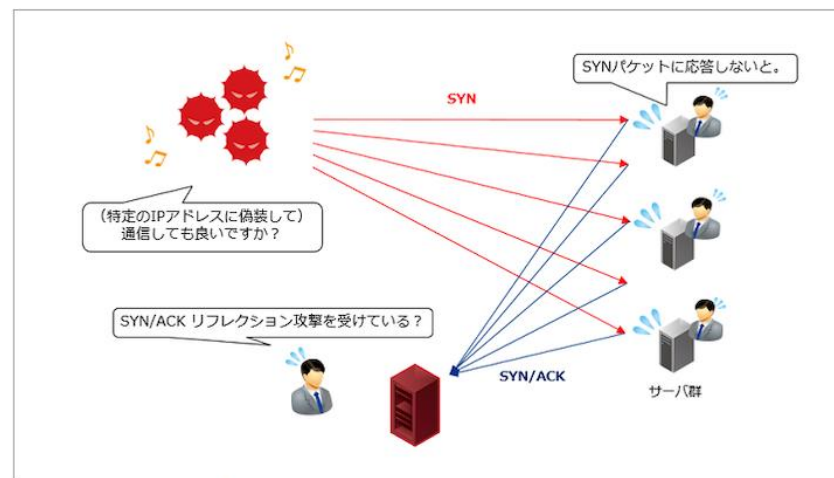 SYNパケットに応答しないと。
SYN
（特定のIPアドレスに偽装して）
通信しても良いですか？
SYN/ACK リフレクション攻撃を受けている？
SYN/ACK
サーバ群